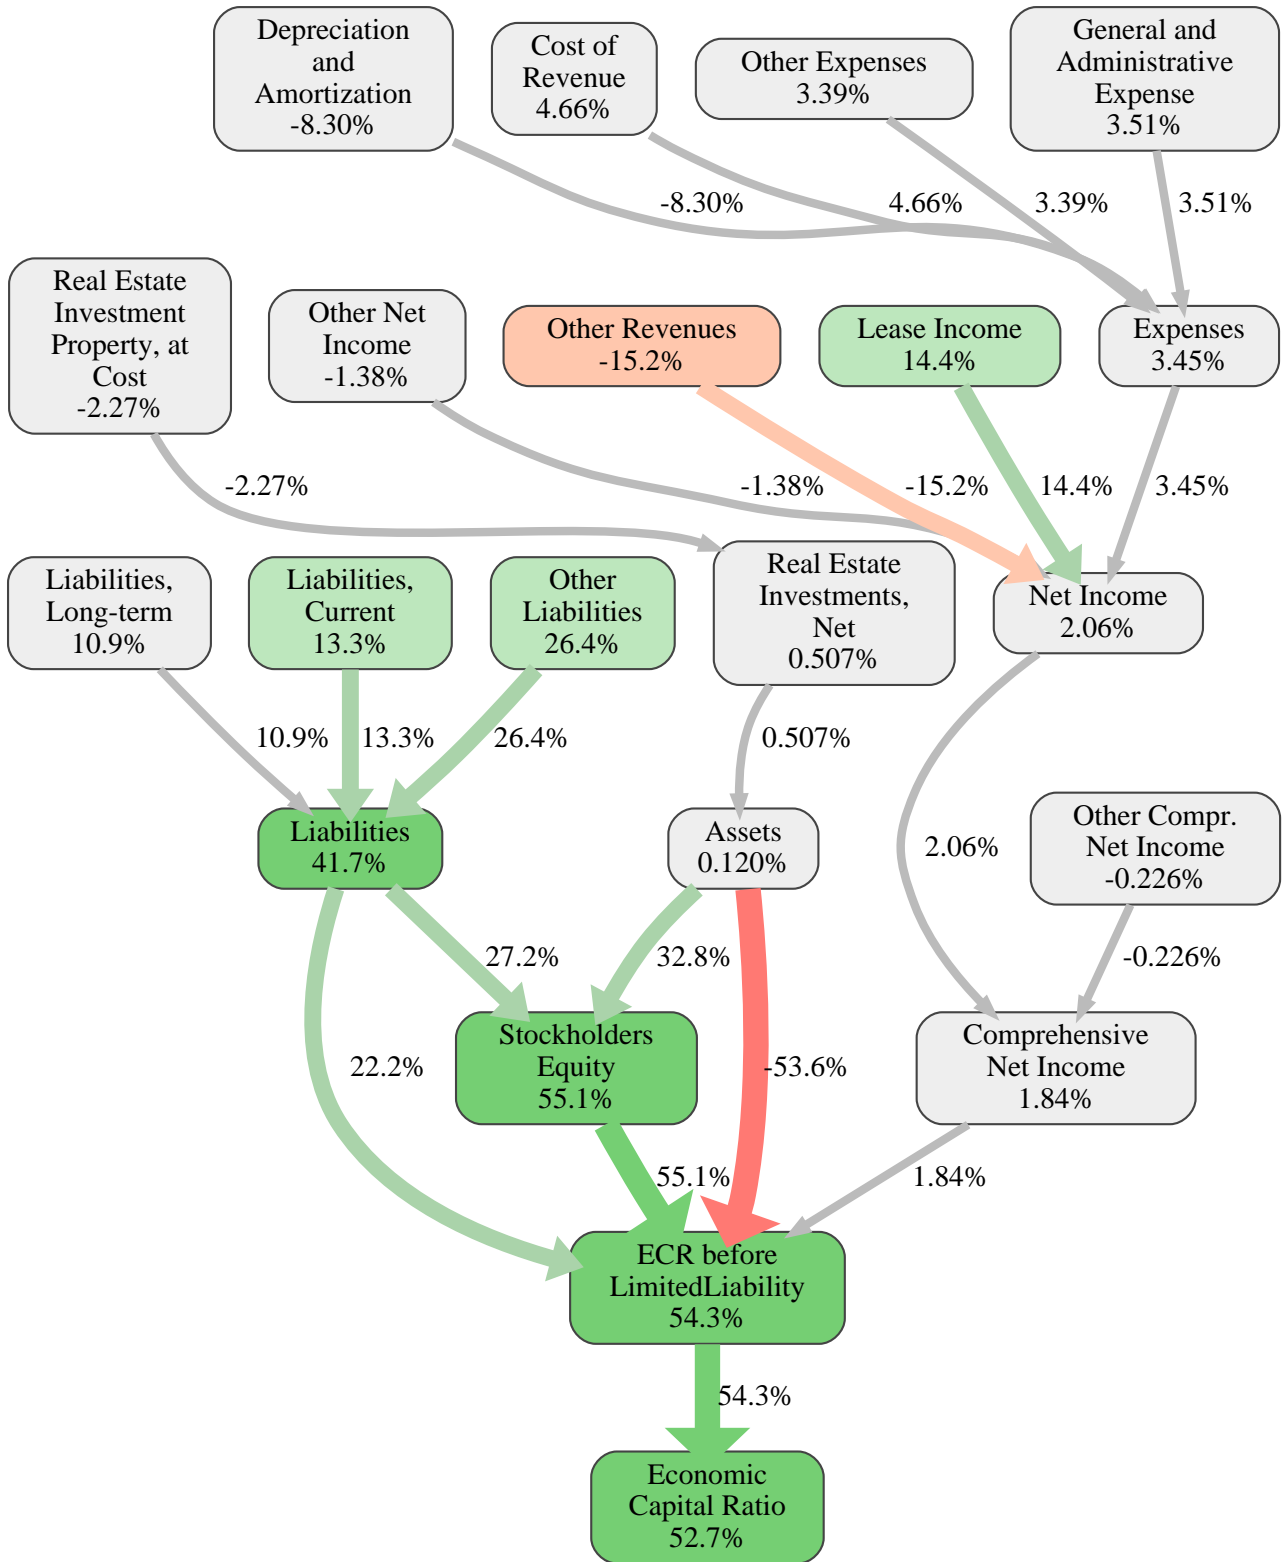 Depreciation
and
Amortization
-8.30%
Cost of
Revenue
4.66%
Other Expenses
3.39%
General and
Administrative
Expense
3.51%
-8.30%
4.66%
3.39%
3.51%
Real Estate
Investment
Property, at
Cost
-2.27%
Other Net
Income
-1.38%
Other Revenues
-15.2%
Lease Income
14.4%
Expenses
3.45%
-2.27%
-1.38%
-15.2%
14.4%
3.45%
Liabilities,
Long-term
10.9%
Liabilities,
Current
13.3%
Other
Liabilities
26.4%
Real Estate
Investments,
Net
0.507%
Net Income
2.06%
10.9%
13.3%
26.4%
0.507%
Liabilities
41.7%
Assets
0.120%
2.06%
Other Compr.
Net Income
-0.226%
27.2%
32.8%
-0.226%
Stockholders
Equity
55.1%
22.2%
-53.6%
Comprehensive
Net Income
1.84%
55.1%
1.84%
ECR before
LimitedLiability
54.3%
54.3%
Economic
Capital Ratio
52.7%